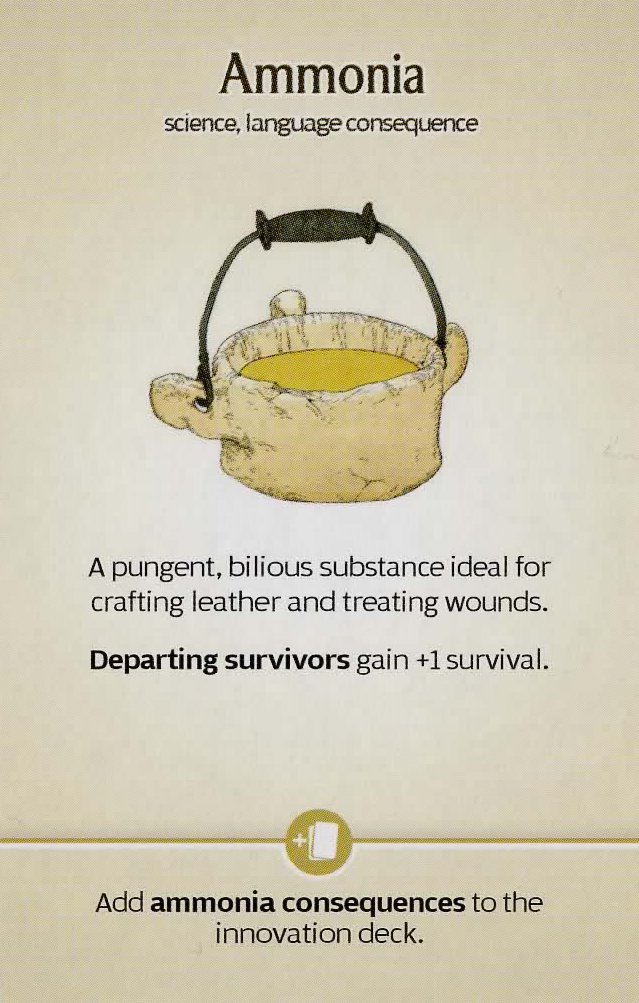 Ammonia
science, language consequence
A pungent, bilious substance ideal for
crafting leather and treating wounds.
Departing survivors gain +1 survival.
+
Add ammonia consequences to the
innovation deck.